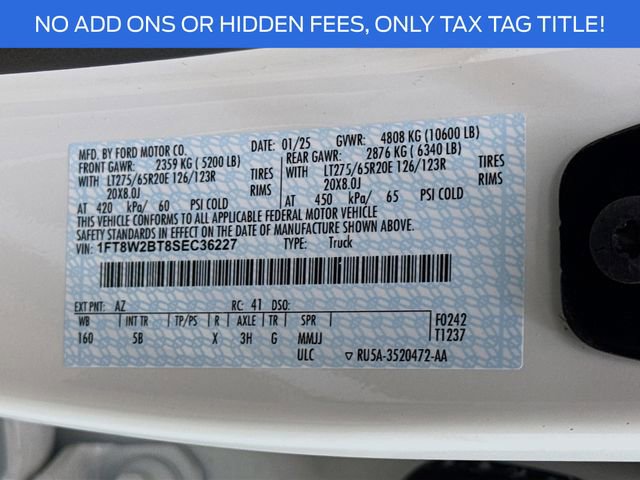 NO ADD ONS OR HIDDEN FEES, ONLY TAX TAG TITLE!
MFD. BY FORD MOTOR CO. DATE: 01/25 GVWR: 4808 KG (10600 LB)
FRONT GAWR: 2359 KG ( 5200 LB) REAR GAWR: 2876 KG ( 6340 LB)
WITH LT275/65R20E 126/123R TIRES WITH LT275/65R20E 126/123R TIRES
20X8.0J RIMS 20X8.0J RIMS
AT 420 kPa/ 60 PSI COLD AT 450 kPa/ 65 PSI COLD
THIS VEHICLE CONFORMS TO ALL APPLICABLE FEDERAL MOTOR VEHICLE
SAFETY STANDARDS IN EFFECT ON THE DATE OF MANUFACTURE SHOWN ABOVE.
VIN: 1FT8W2BT8SEC36227 TYPE: Truck
EXT PNT: AZ RC: 41 DSO:
WB INT TR TP/PS R AXLE TR SPR F0242
160 5B X 3H G MMJJ T1237
ULC ▽ RU5A-3520472-AA